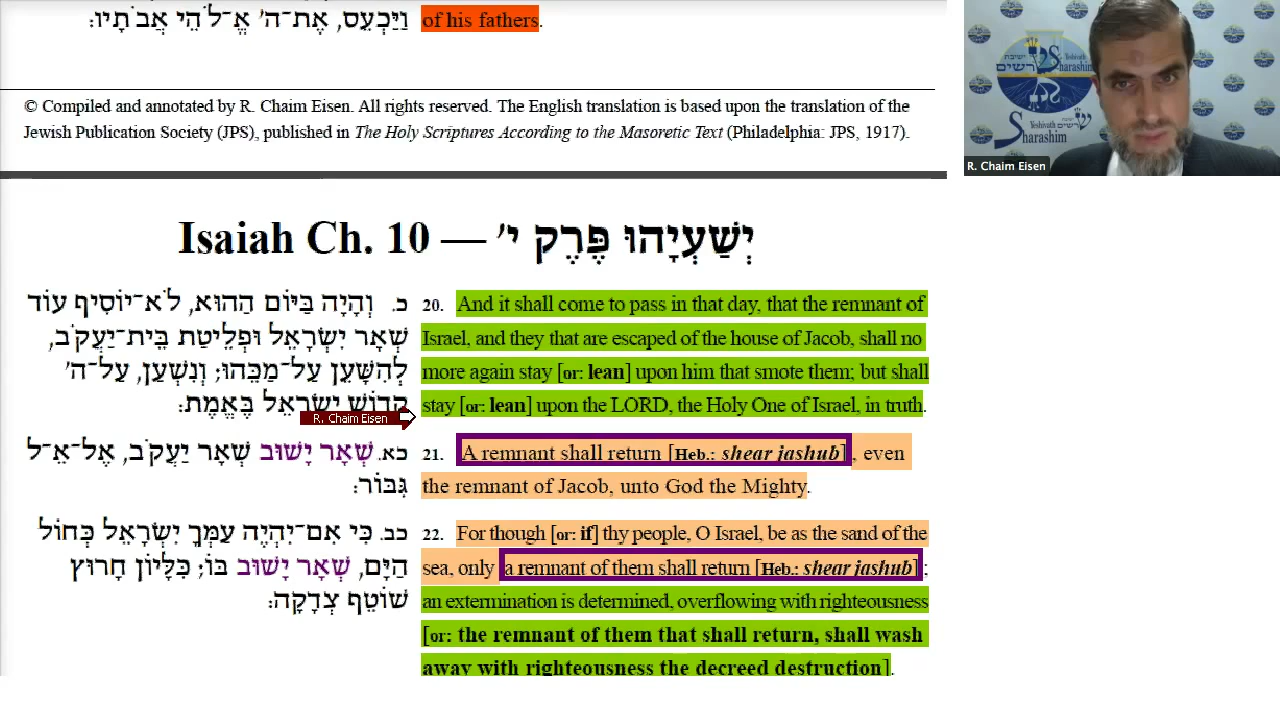 וַיַּכְעֵס, אֶת־ה' אֱ־לֹהֵי אֲבֹתָיו:
of his fathers.
© Compiled and annotated by R. Chaim Eisen. All rights reserved. The English translation is based upon the translation of the
Jewish Publication Society (JPS), published in The Holy Scriptures According to the Masoretic Text (Philadelphia: JPS, 1917).
Isaiah Ch. 10 — יְשַׁעְיָהוּ פֶּרֶק י'
כ. וְהָיָה בַּיּוֹם הַהוּא, לֹא־יוֹסִיף עוֹד
שְׁאָר יִשְׂרָאֵל וּפְלֵיטַת בֵּית־יַעֲקֹב,
לְהִשָּׁעֵן עַל־מַכֵּהוּ; וְנִשְׁעַן, עַל־ה'
קְדוֹשׁ יִשְׂרָאֵל בֶּאֱמֶת:
20. And it shall come to pass in that day, that the remnant of
Israel, and they that are escaped of the house of Jacob, shall no
more again stay [or: lean] upon him that smote them; but shall
stay [or: lean] upon the LORD, the Holy One of Israel, in truth.
R. Chaim Eisen
כא. שְׁאָר יָשׁוּב שְׁאָר יַעֲקֹב, אֶל־אֵ־ל
גִּבּוֹר:
21. A remnant shall return [Heb.: shear jashub], even
the remnant of Jacob, unto God the Mighty.
כב. כִּי אִם־יִהְיֶה עַמְּךָ יִשְׂרָאֵל כְּחוֹל
הַיָּם, שְׁאָר יָשׁוּב בּוֹ; כִּלָּיוֹן חָרוּץ
שׁוֹטֵף צְדָקָה:
22. For though [or: if] thy people, O Israel, be as the sand of the
sea, only a remnant of them shall return [Heb.: shear jashub];
an extermination is determined, overflowing with righteousness
[or: the remnant of them that shall return, shall wash
away with righteousness the decreed destruction].
ישיבת
שרשים
Yeshivath
Sharashim
Yeshivath שרשים
Sharashim
R. Chaim Eisen